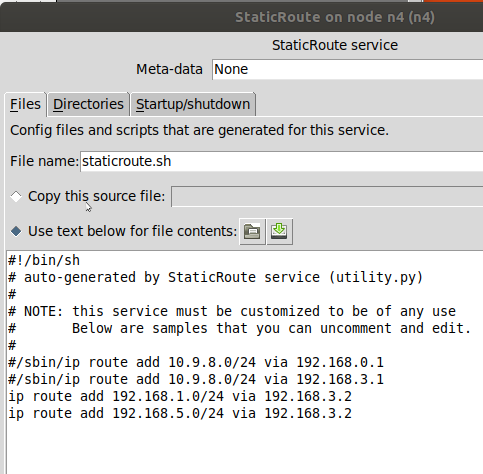 StaticRoute on node n4 (n4)
StaticRoute service
Meta-data None
Files Directories Startup/shutdown
Config files and scripts that are generated for this service.
File name: staticroute.sh
Copy this source file:
Use text below for file contents:
#!/bin/sh
# auto-generated by StaticRoute service (utility.py)
#
# NOTE: this service must be customized to be of any use
#       Below are samples that you can uncomment and edit.
#
#/sbin/ip route add 10.9.8.0/24 via 192.168.0.1
#/sbin/ip route add 10.9.8.0/24 via 192.168.3.1
ip route add 192.168.1.0/24 via 192.168.3.2
ip route add 192.168.5.0/24 via 192.168.3.2